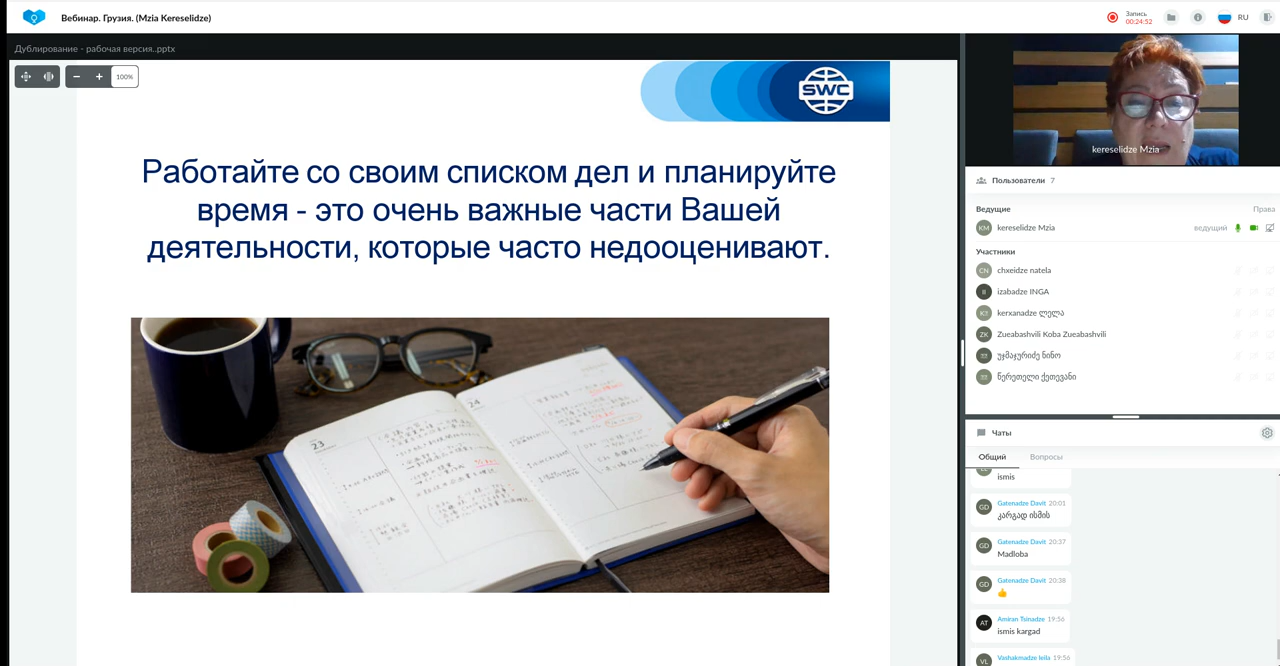 Вебинар. Грузия. (Mzia Kereselidze)
Запись
00:24:52
RU
Дублирование - рабочая версия..pptx
100%
SWC
Работайте со своим списком дел и планируйте
время - это очень важные части Вашей
деятельности, которые часто недооценивают.
23
24
kereselidze Mzia
Пользователи 7
Ведущие Права
KM kereselidze Mzia ведущий
Участники
CN chxeidze natela
II izabadze INGA
K? kerxanadze ლელა
ZK Zueabashvili Koba Zueabashvili
?? უჯმაჯურიძე ნინო
?? წერეთელი ქეთევანი
Чаты
Общий Вопросы
ismis
GD Gatenadze Davit 20:01
კარგად ისმის
GD Gatenadze Davit 20:37
Madloba
GD Gatenadze Davit 20:38
👍
AT Amiran Tsinadze 19:56
ismis kargad
VL Vashakmadze leila 19:56